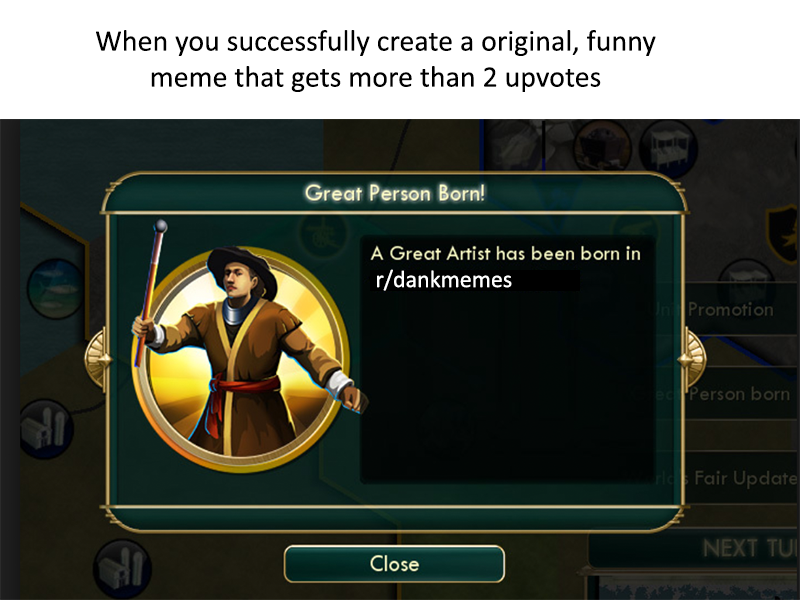 When you successfully create a original, funny
meme that gets more than 2 upvotes
Great Person Born!
A Great Artist has been born in
r/dankmemes
Promotion
Person born
Fair Update
NEXT
Close